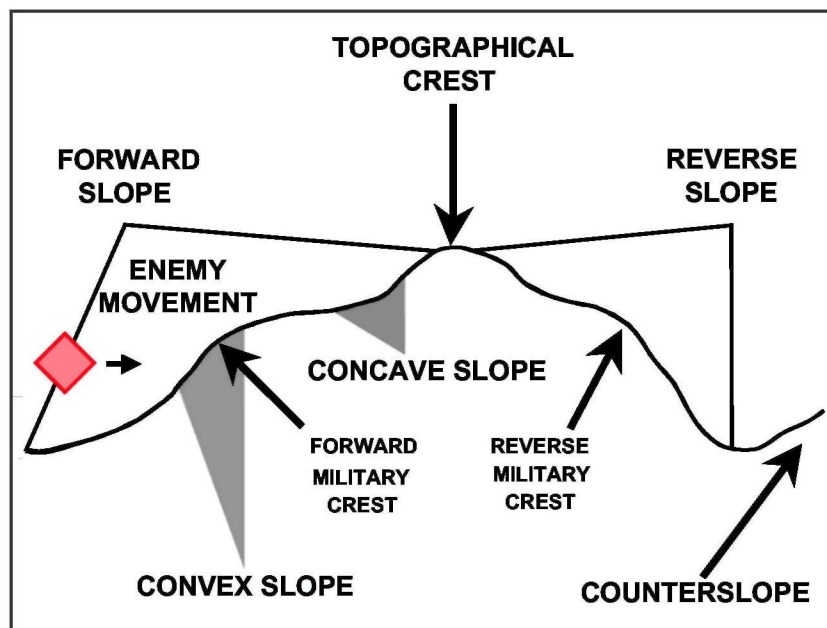 TOPOGRAPHICAL
CREST
FORWARD
SLOPE
REVERSE
SLOPE
ENEMY
MOVEMENT
CONCAVE SLOPE
FORWARD
MILITARY
CREST
REVERSE
MILITARY
CREST
CONVEX SLOPE
COUNTERSLOPE